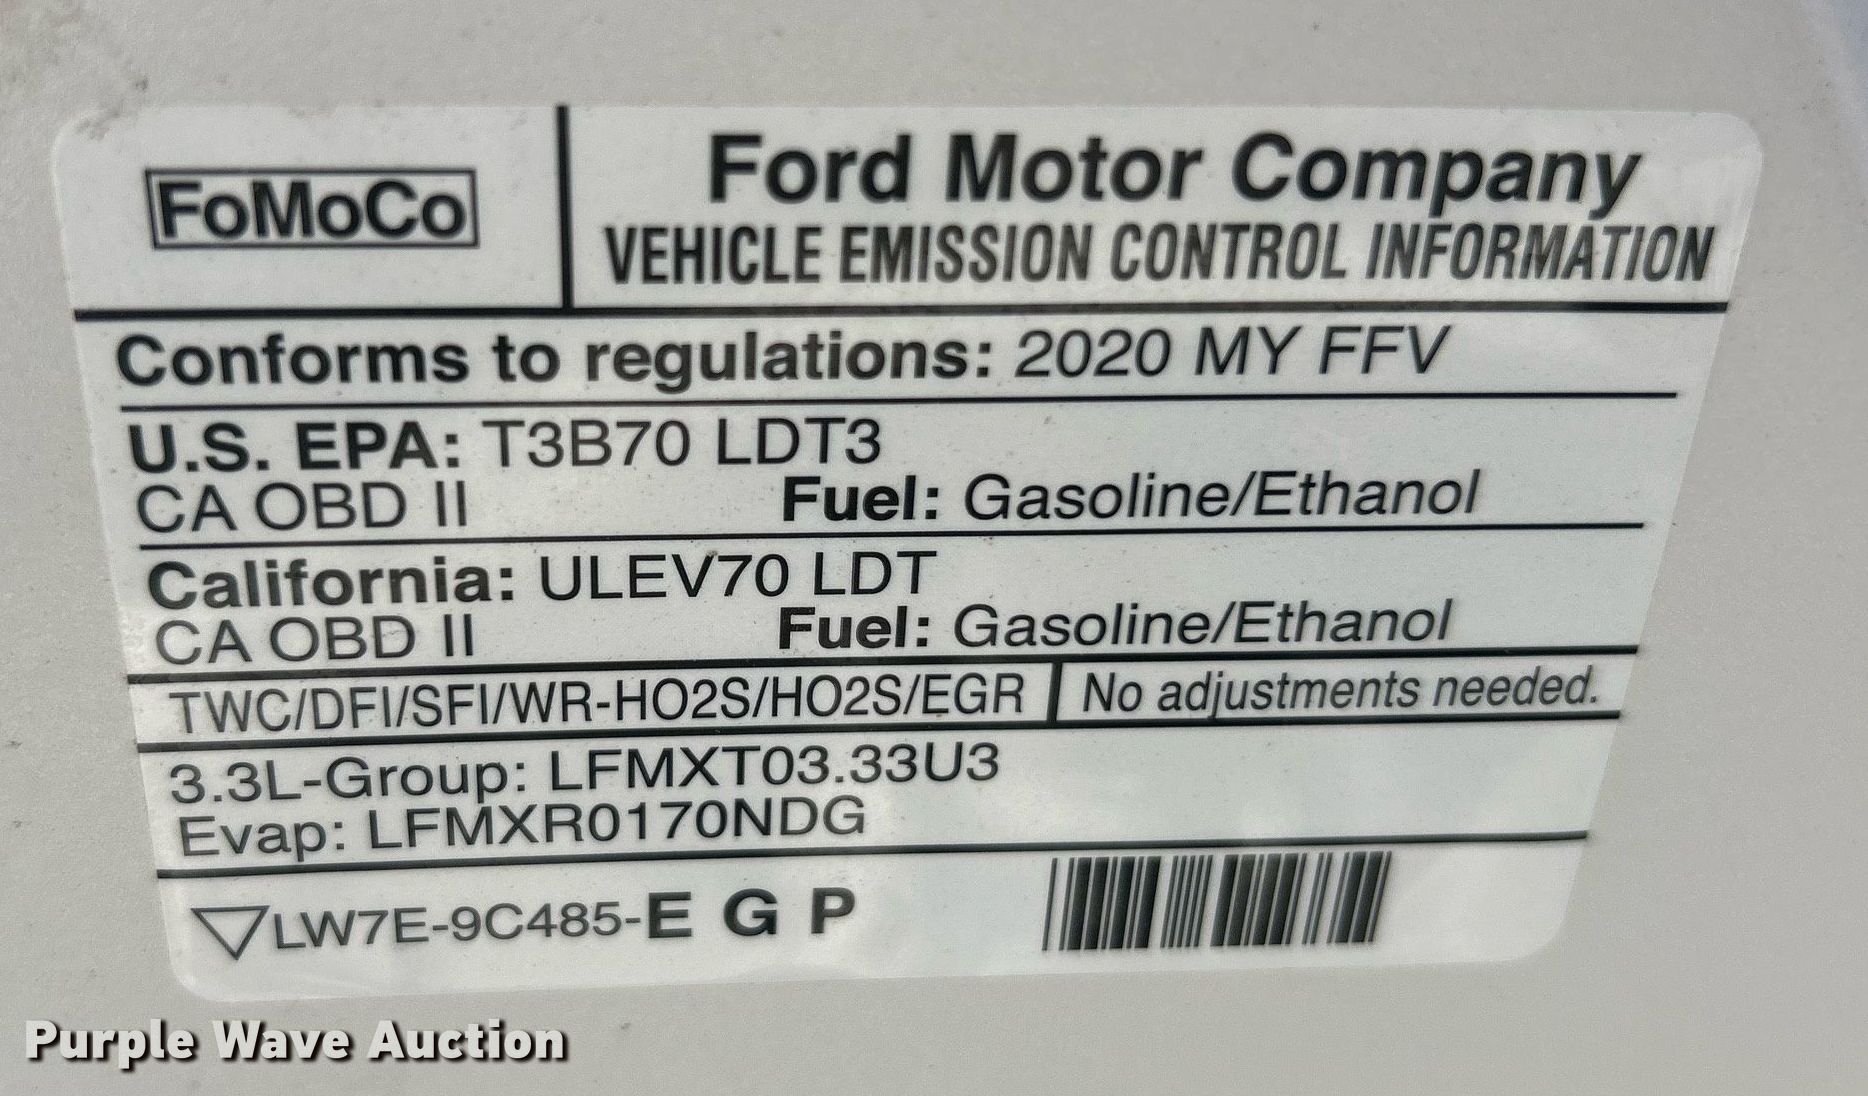 FoMoCo
Ford Motor Company
VEHICLE EMISSION CONTROL INFORMATION
Conforms to regulations: 2020 MY FFV
U.S. EPA: T3B70 LDT3
CA OBD II Fuel: Gasoline/Ethanol
California: ULEV70 LDT
CA OBD II Fuel: Gasoline/Ethanol
TWC/DFI/SFI/WR-HO2S/HO2S/EGR No adjustments needed.
3.3L-Group: LFMXT03.33U3
Evap: LFMXR0170NDG
LW7E-9C485-E G P
Purple Wave Auction